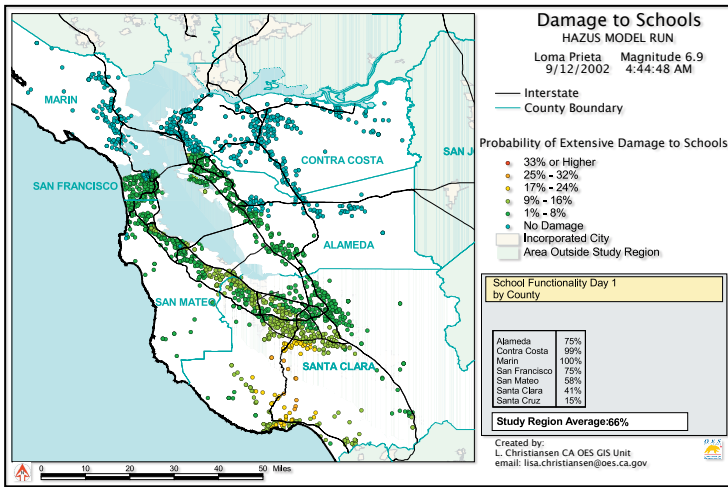 Damage to Schools
HAZUS MODEL RUN
Loma Prieta Magnitude 6.9
9/12/2002 4:44:48 AM
Interstate
County Boundary
Probability of Extensive Damage to Schools
33% or Higher
25% - 32%
17% - 24%
9% - 16%
1% - 8%
No Damage
Incorporated City
Area Outside Study Region
School Functionality Day 1
by County
Alameda 75%
Contra Costa 99%
Marin 100%
San Francisco 75%
San Mateo 58%
Santa Clara 41%
Santa Cruz 15%
Study Region Average:66%
Created by:
L. Christiansen CA OES GIS Unit
email: lisa.christiansen@oes.ca.gov
OES
MARIN
CONTRA COSTA
SAN J
SAN FRANCISCO
ALAMEDA
SAN MATEO
SANTA CLARA
0 10 20 30 40 50 Miles